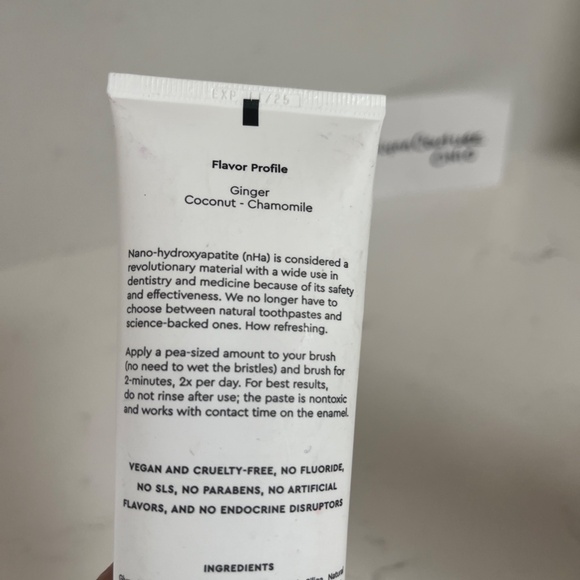 Flavor Profile
Ginger
Coconut - Chamomile
Nano-hydroxyapatite (nHa) is considered a
revolutionary material with a wide use in
dentistry and medicine because of its safety
and effectiveness. We no longer have to
choose between natural toothpastes and
science-backed ones. How refreshing.
Apply a pea-sized amount to your brush
(no need to wet the bristles) and brush for
2-minutes, 2x per day. For best results,
do not rinse after use; the paste is nontoxic
and works with contact time on the enamel.
VEGAN AND CRUELTY-FREE, NO FLUORIDE,
NO SLS, NO PARABENS, NO ARTIFICIAL
FLAVORS, AND NO ENDOCRINE DISRUPTORS
INGREDIENTS